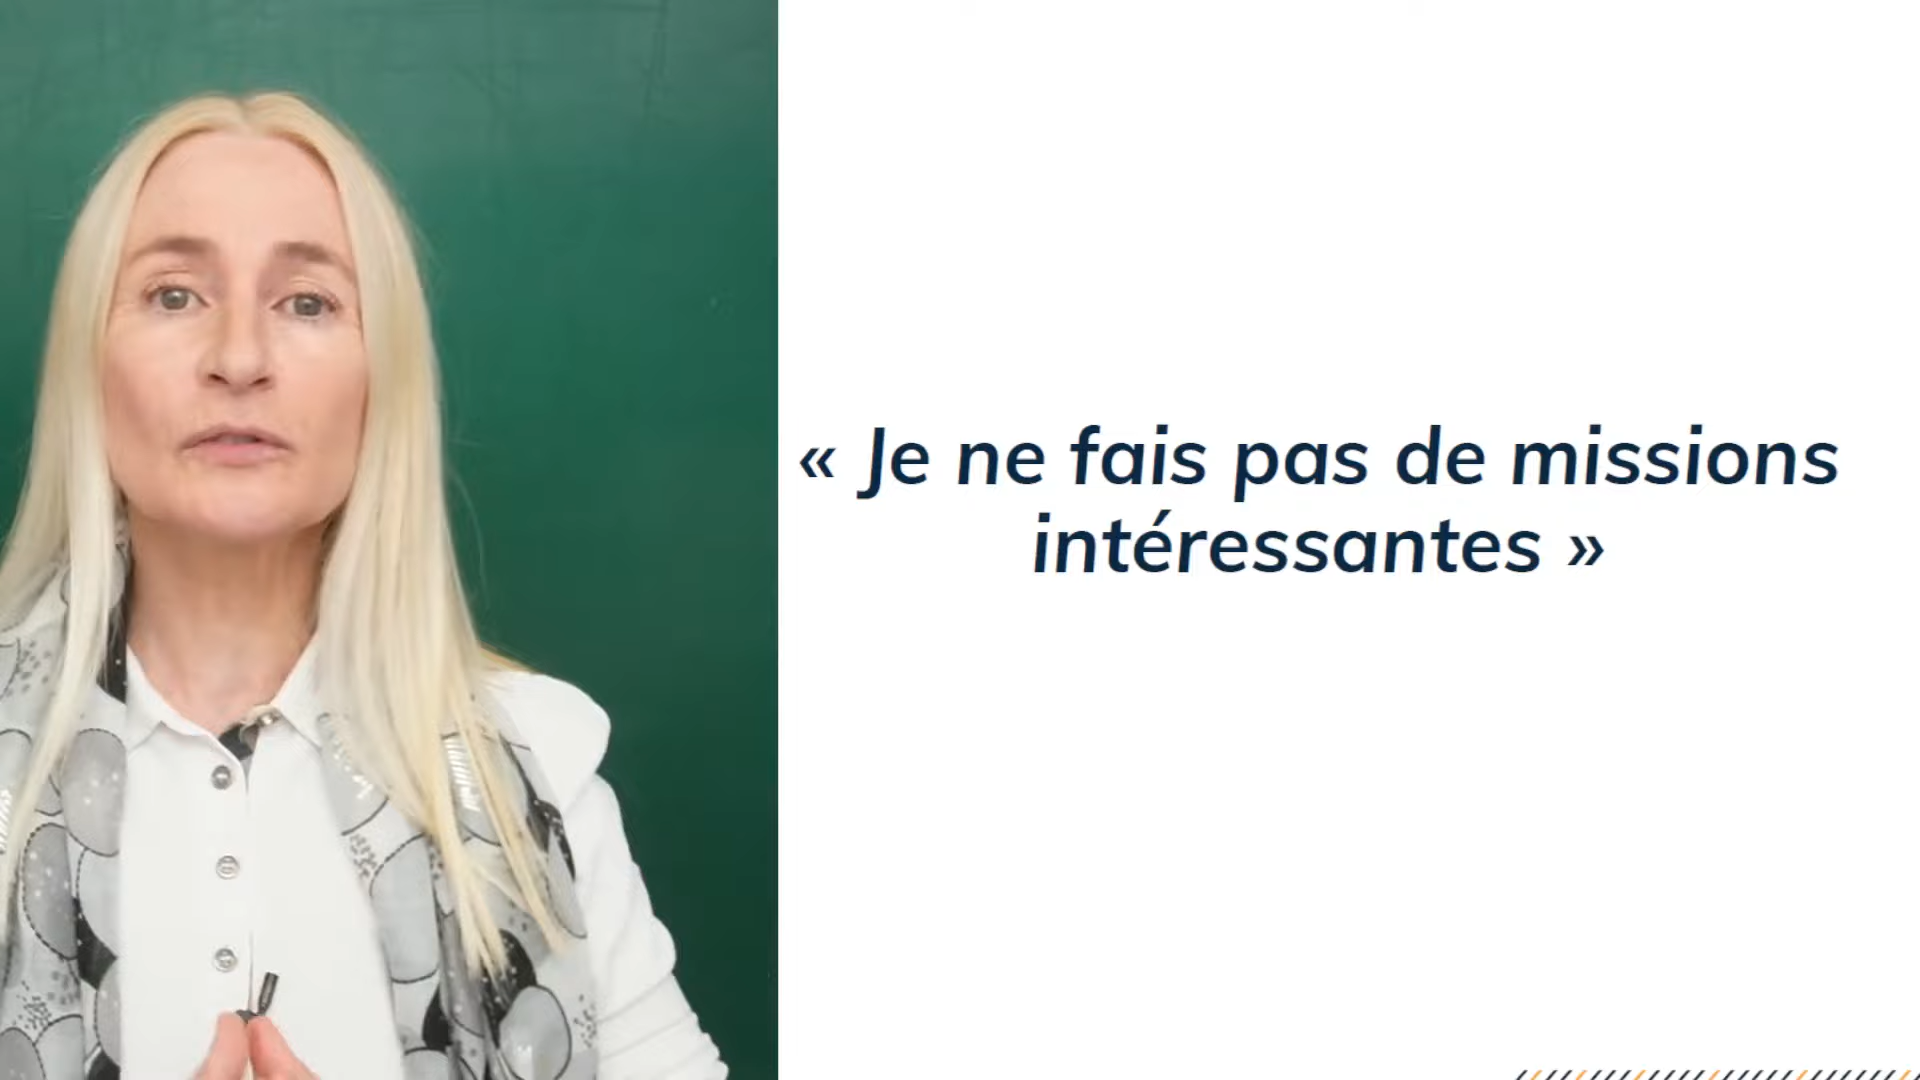 « Je ne fais pas de missions
intéressantes »